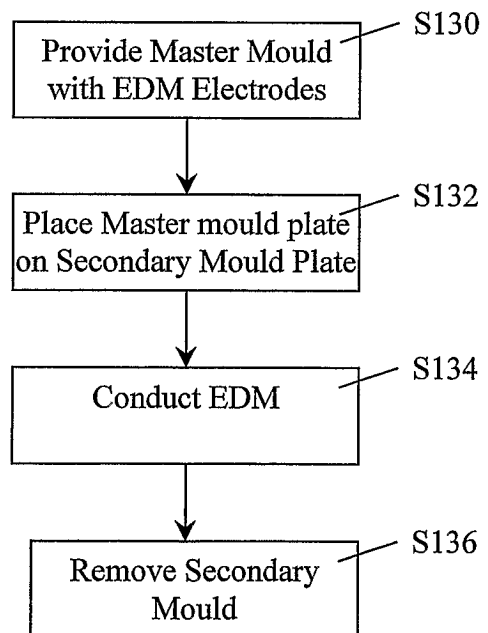 S130
Provide Master Mould
with EDM Electrodes
S132
Place Master mould plate
on Secondary Mould Plate
S134
Conduct EDM
S136
Remove Secondary
Mould